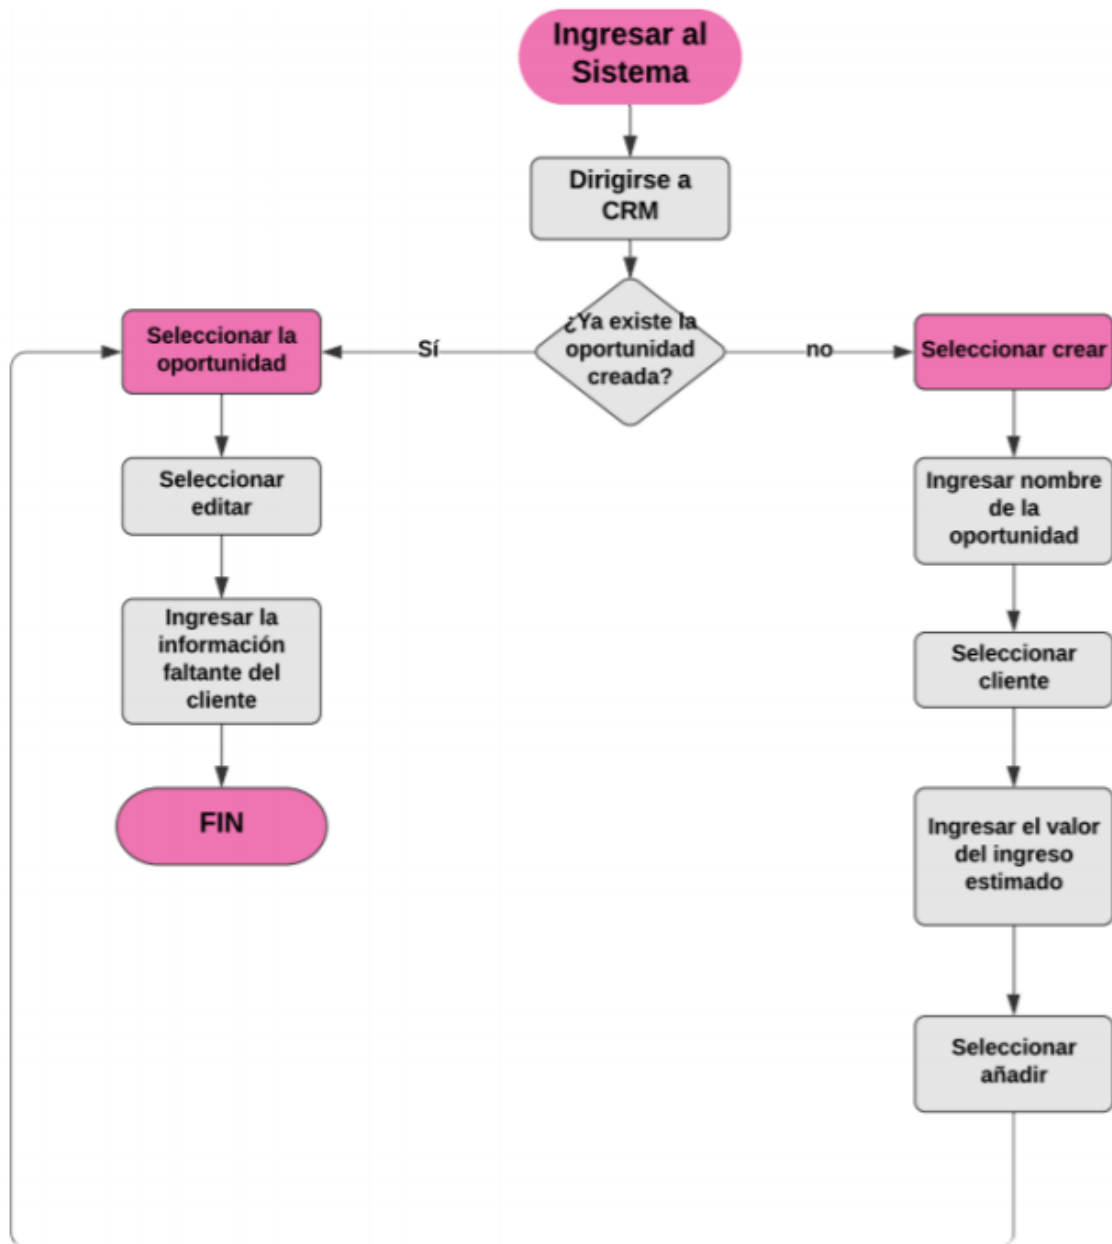 Ingresar al
Sistema
Dirigirse a
CRM
¿Ya existe la
oportunidad
creada?
Sí
no
Seleccionar la
oportunidad
Seleccionar
editar
Ingresar la
información
faltante del
cliente
FIN
Seleccionar crear
Ingresar nombre
de la
oportunidad
Seleccionar
cliente
Ingresar el valor
del ingreso
estimado
Seleccionar
añadir